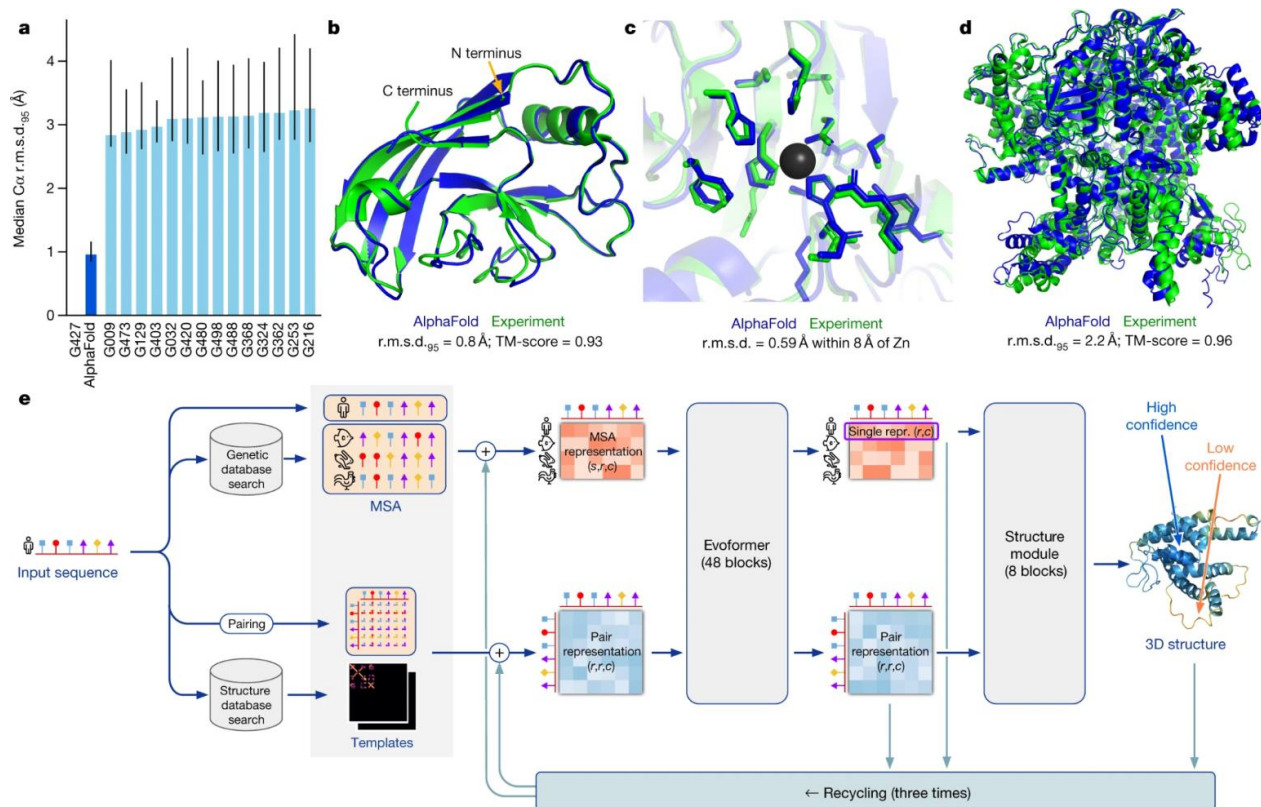 a
Median Cα r.m.s.d.95 (Å)
4
3
2
1
0
G427
AlphaFold
G009
G473
G129
G403
G032
G420
G480
G498
G488
G368
G324
G362
G253
G216
b
N terminus
C terminus
AlphaFold Experiment
r.m.s.d.95 = 0.8 Å; TM-score = 0.93
c
AlphaFold Experiment
r.m.s.d. = 0.59 Å within 8 Å of Zn
d
AlphaFold Experiment
r.m.s.d.95 = 2.2 Å; TM-score = 0.96
e
Input sequence
Genetic
database
search
Pairing
Structure
database
search
MSA
Templates
+
+
MSA
representation
(s,r,c)
Pair
representation
(r,r,c)
Evoformer
(48 blocks)
Single repr. (r,c)
Pair
representation
(r,r,c)
Structure
module
(8 blocks)
High
confidence
Low
confidence
3D structure
← Recycling (three times)